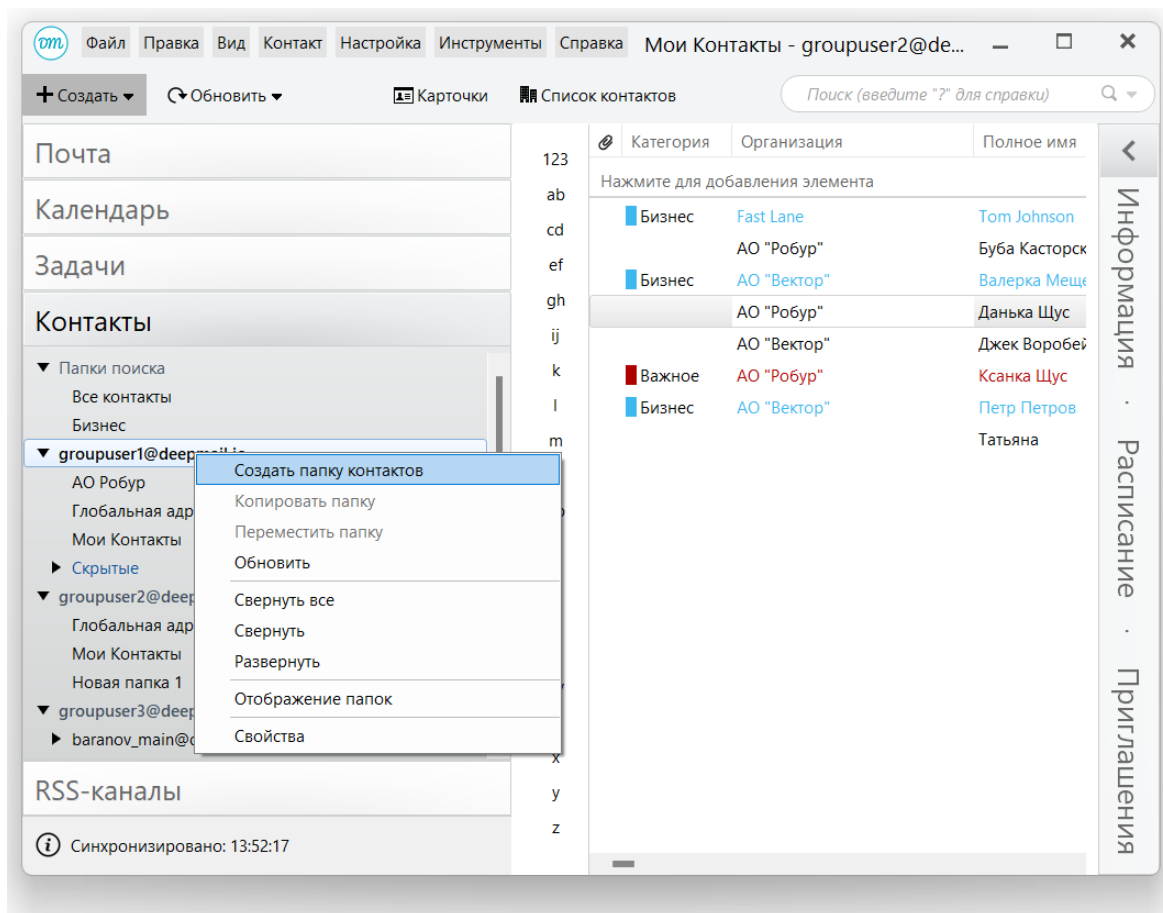 Файл Правка Вид Контакт Настройка Инструменты Справка Мои Контакты - groupuser2@de...
Создать Обновить Карточки Список контактов Поиск (введите "?" для справки)
Почта
Календарь
Задачи
Контакты
Папки поиска
Все контакты
Бизнес
groupuser1@deepmail.io
АО Робур
Глобальная адр
Мои Контакты
Скрытые
groupuser2@deep
Глобальная адр
Мои Контакты
Новая папка 1
groupuser3@deep
baranov_main@
RSS-каналы
Синхронизировано: 13:52:17
Создать папку контактов
Копировать папку
Переместить папку
Обновить
Свернуть все
Свернуть
Развернуть
Отображение папок
Свойства
123
ab
cd
ef
gh
ij
k
l
m
x
y
z
Категория Организация Полное имя
Нажмите для добавления элемента
Бизнес Fast Lane Tom Johnson
АО "Робур" Буба Касторск
Бизнес АО "Вектор" Валерка Меще
АО "Робур" Данька Щус
АО "Вектор" Джек Воробей
Важное АО "Робур" Ксанка Щус
Бизнес АО "Вектор" Петр Петров
Татьяна
Информация · Расписание · Приглашения